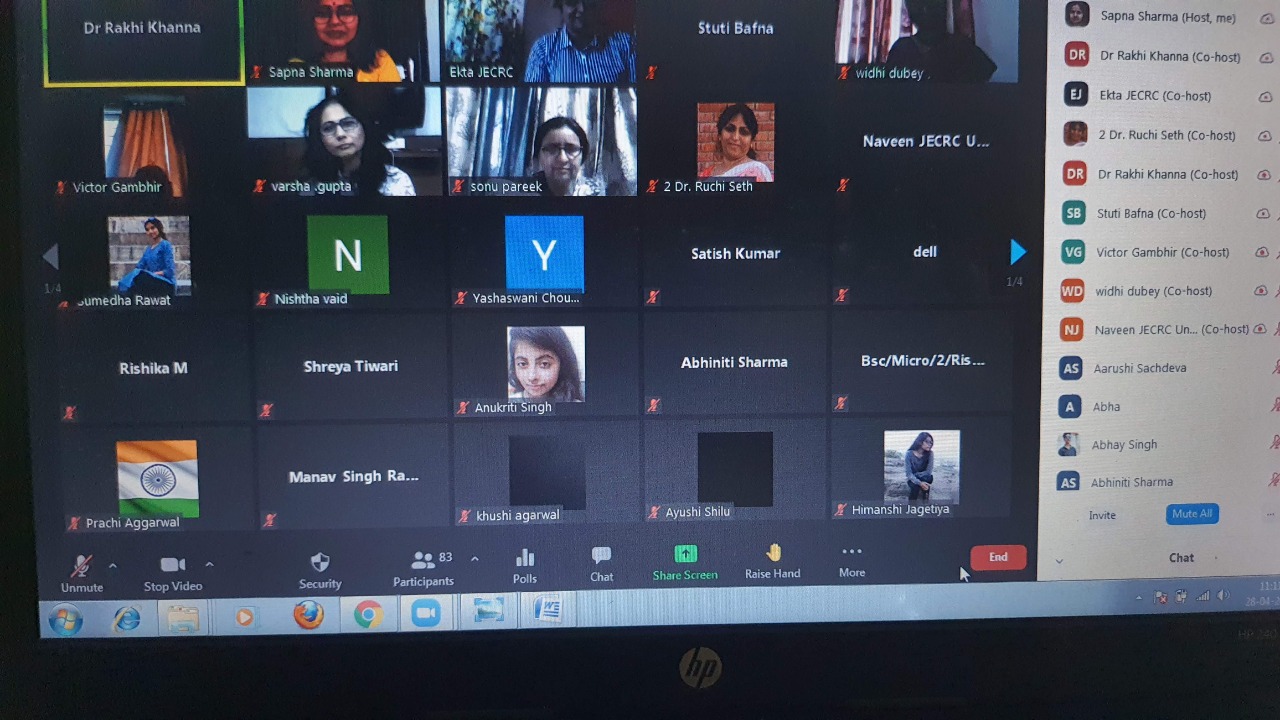 Dr Rakhi Khanna
Sapna Sharma
Ekta JECRC
Stuti Bafna
widhi dubey .
Victor Gambhir
varsha .gupta
sonu pareek
2 Dr. Ruchi Seth
Naveen JECRC U...
Sumedha Rawat
N
Nishtha vaid
Y
Yashaswani Chou...
Satish Kumar
dell
1/4
1/4
Rishika M
Shreya Tiwari
Anukriti Singh
Abhiniti Sharma
Bsc/Micro/2/Ris...
Prachi Aggarwal
Manav Singh Ra...
khushi agarwal
Ayushi Shilu
Himanshi Jagetiya
Unmute
Stop Video
Security
83
Participants
Polls
Chat
Share Screen
Raise Hand
More
End
Sapna Sharma (Host, me)
DR Dr Rakhi Khanna (Co-host)
EJ Ekta JECRC (Co-host)
2 Dr. Ruchi Seth (Co-host)
DR Dr Rakhi Khanna (Co-host)
SB Stuti Bafna (Co-host)
VG Victor Gambhir (Co-host)
WD widhi dubey (Co-host)
NJ Naveen JECRC Un... (Co-host)
AS Aarushi Sachdeva
A Abha
Abhay Singh
AS Abhiniti Sharma
Invite
Mute All
...
Chat
hp